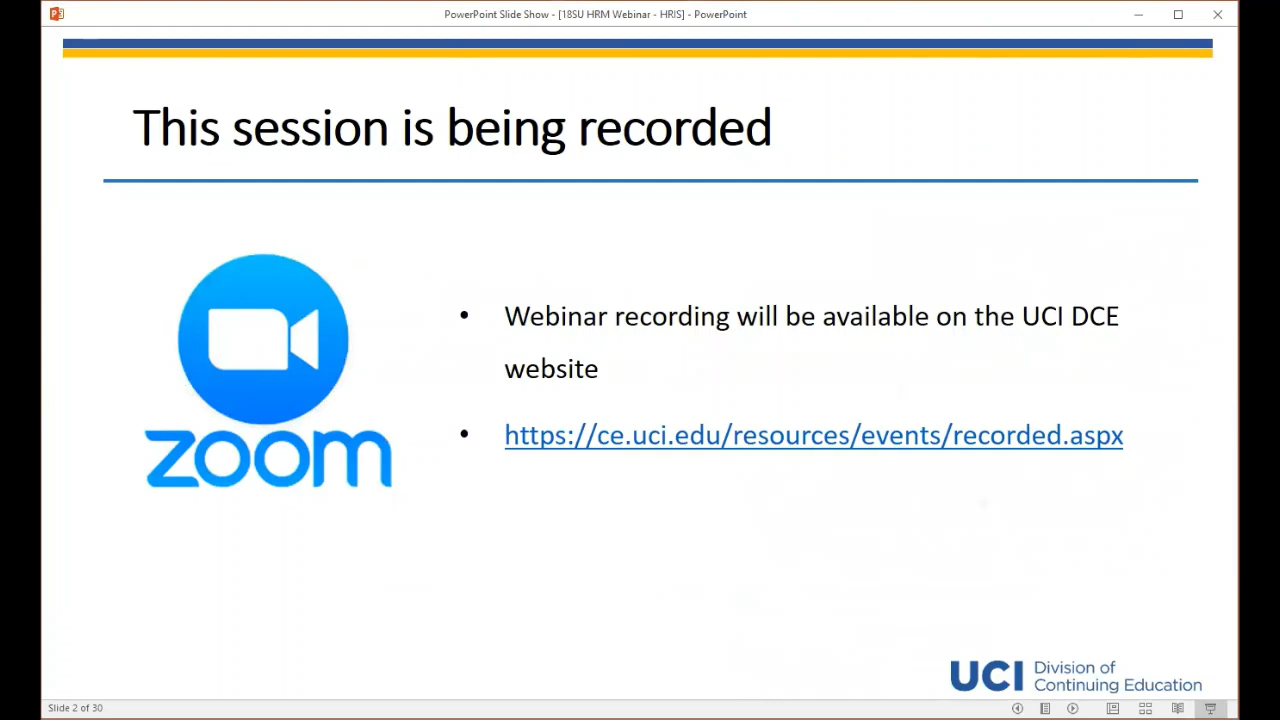 PowerPoint Slide Show - [18SU HRM Webinar - HRIS] - PowerPoint
This session is being recorded
zoom
• Webinar recording will be available on the UCI DCE
website
• https://ce.uci.edu/resources/events/recorded.aspx
UCI Division of
Continuing Education
Slide 2 of 30